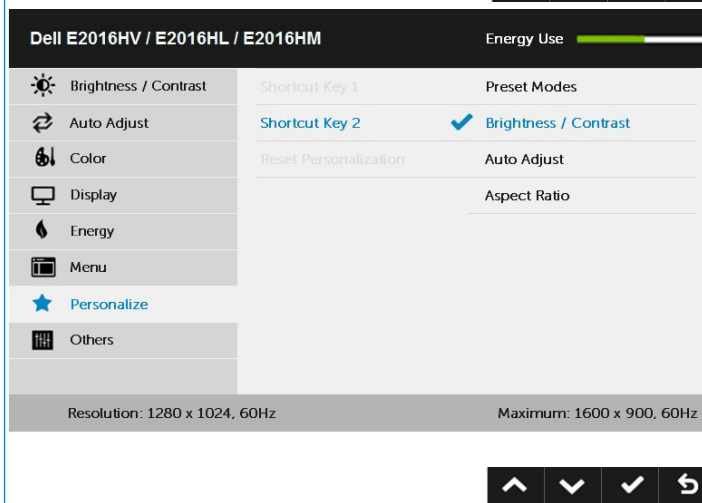 Dell E2016HV / E2016HL / E2016HM Energy Use
Brightness / Contrast Shortcut Key 1 Preset Modes
Auto Adjust Shortcut Key 2 Brightness / Contrast
Color Reset Personalization Auto Adjust
Display Aspect Ratio
Energy
Menu
Personalize
Others
Resolution: 1280 x 1024, 60Hz Maximum: 1600 x 900, 60Hz